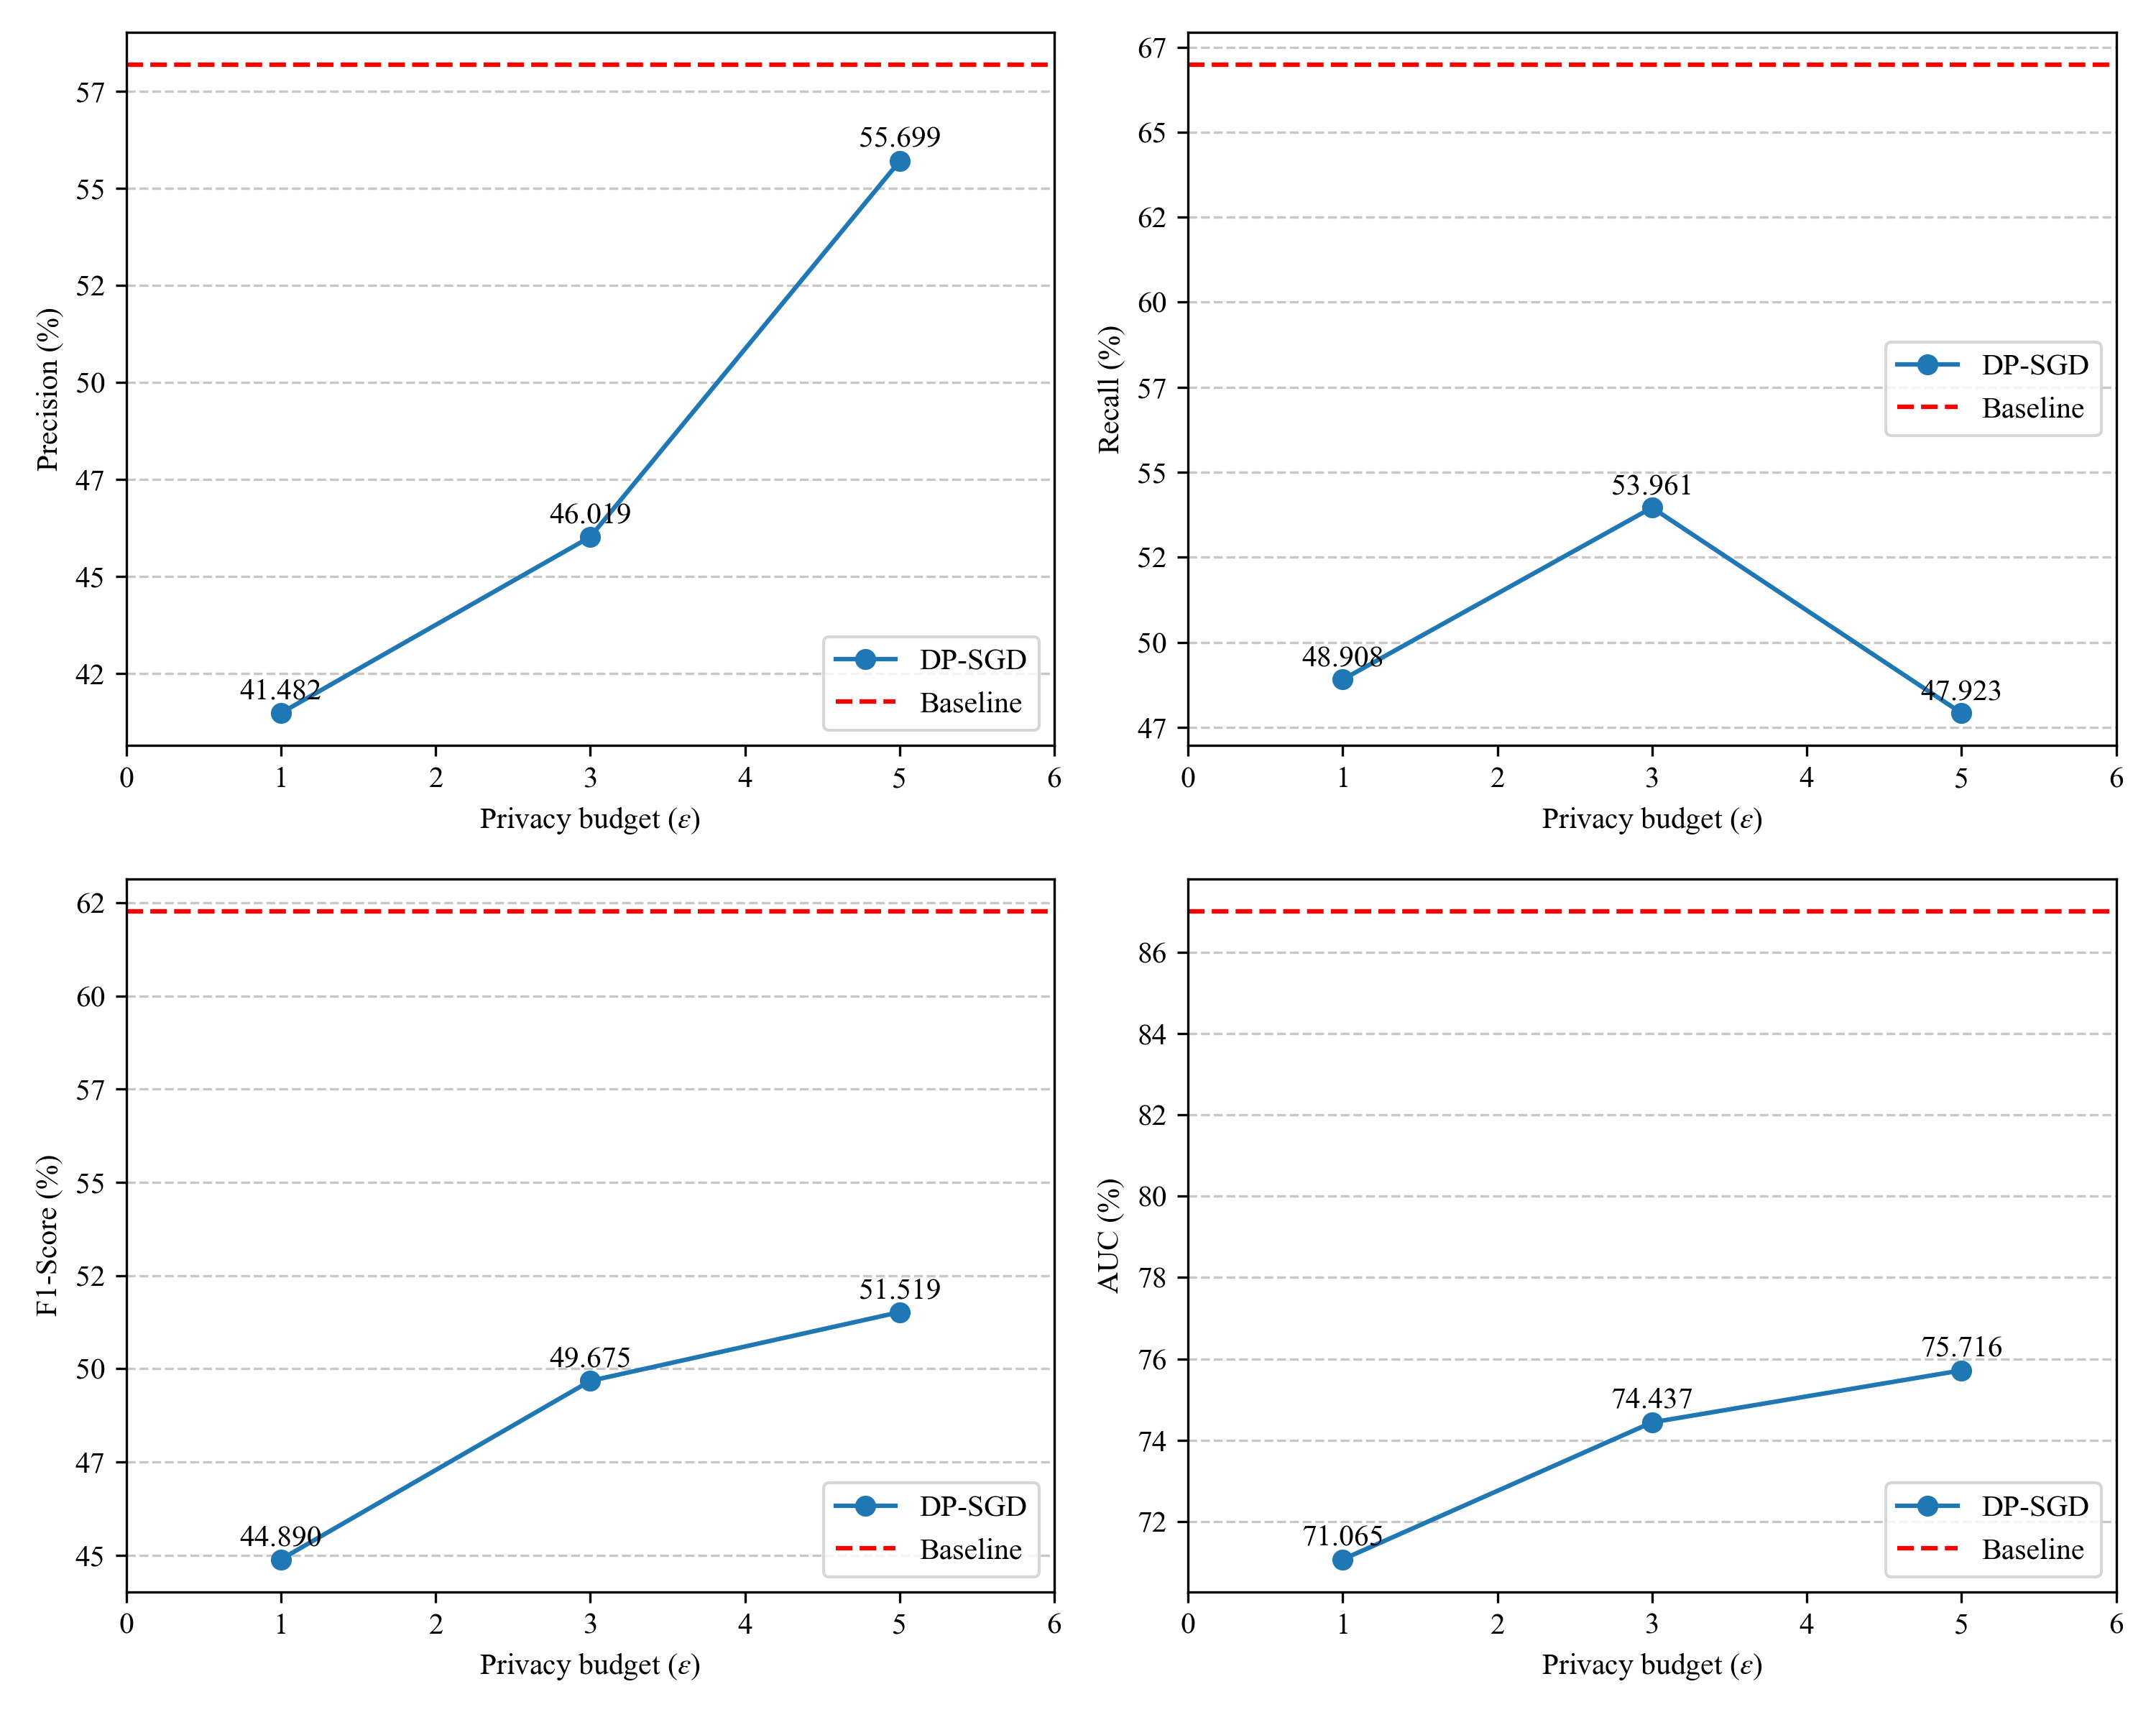 57
55
52
50
47
45
42
Precision (%)
55.699
46.019
41.482
DP-SGD
Baseline
0 1 2 3 4 5 6
Privacy budget (ε)
67
65
62
60
57
55
52
50
47
Recall (%)
DP-SGD
Baseline
53.961
48.908
47.923
0 1 2 3 4 5 6
Privacy budget (ε)
62
60
57
55
52
50
47
45
F1-Score (%)
51.519
49.675
44.890
DP-SGD
Baseline
0 1 2 3 4 5 6
Privacy budget (ε)
86
84
82
80
78
76
74
72
AUC (%)
75.716
74.437
71.065
DP-SGD
Baseline
0 1 2 3 4 5 6
Privacy budget (ε)